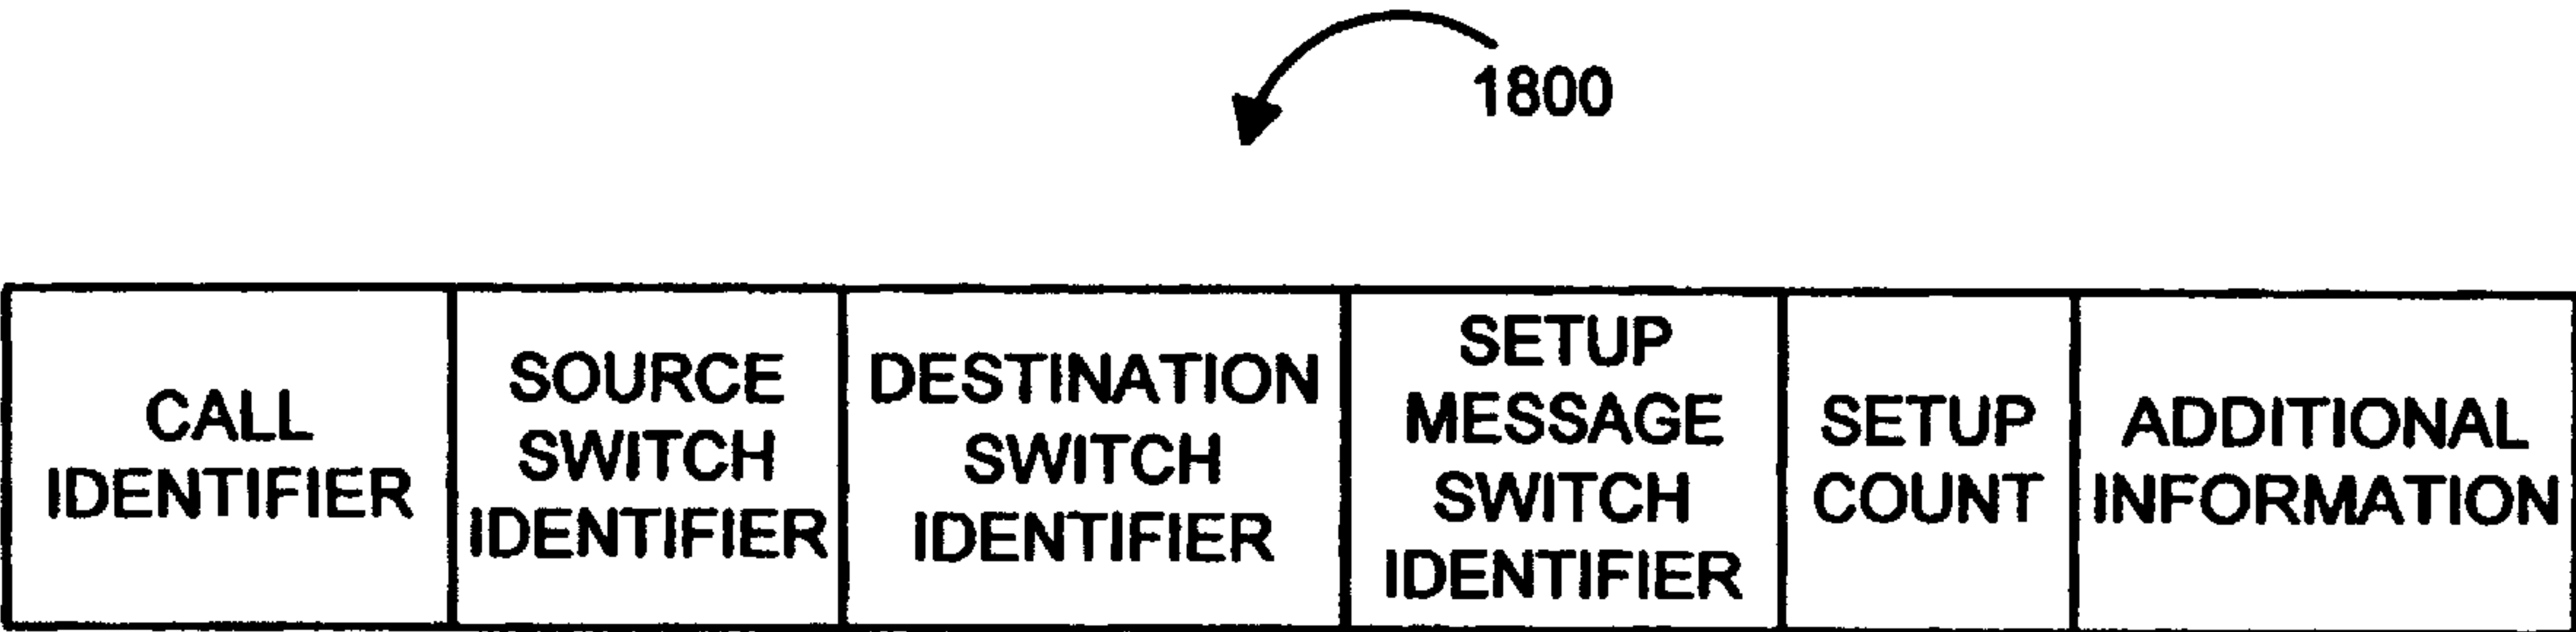 1800
CALL
IDENTIFIER
SOURCE
SWITCH
IDENTIFIER
DESTINATION
SWITCH
IDENTIFIER
SETUP
MESSAGE
SWITCH
IDENTIFIER
SETUP
COUNT
ADDITIONAL
INFORMATION